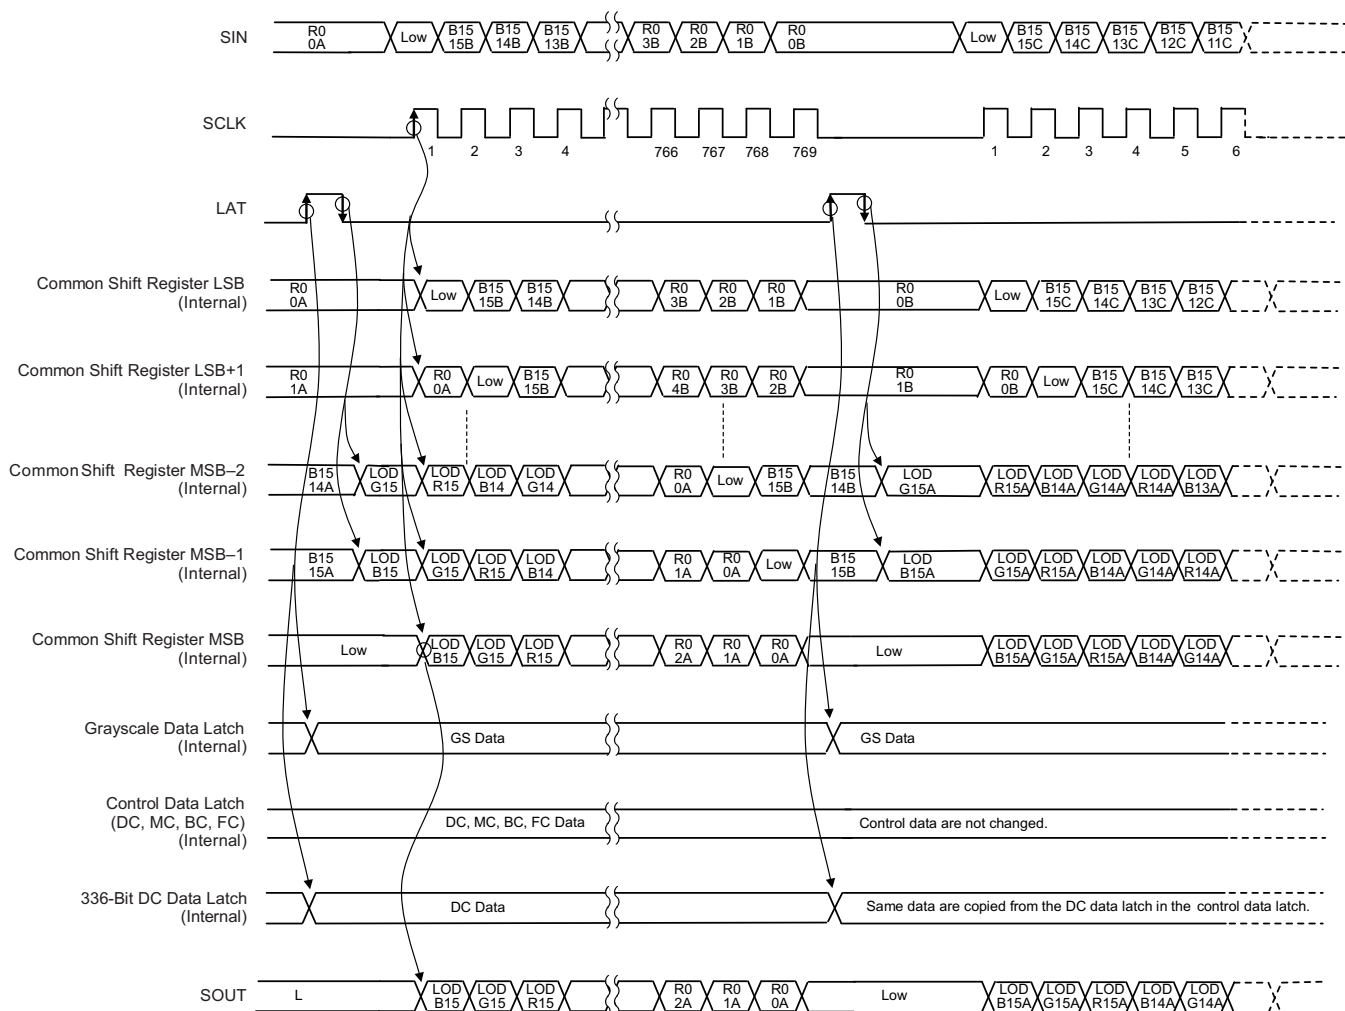 SIN
R0 0A
Low
B15 15B
B15 14B
B15 13B
R0 3B
R0 2B
R0 1B
R0 0B
Low
B15 15C
B15 14C
B15 13C
B15 12C
B15 11C
SCLK
1 2 3 4 766 767 768 769 1 2 3 4 5 6
LAT
Common Shift Register LSB
(Internal)
R0 0A
Low
B15 15B
B15 14B
R0 3B
R0 2B
R0 1B
R0 0B
Low
B15 15C
B15 14C
B15 13C
B15 12C
Common Shift Register LSB+1
(Internal)
R0 1A
R0 0A
Low
B15 15B
R0 4B
R0 3B
R0 2B
R0 1B
R0 0B
Low
B15 15C
B15 14C
B15 13C
Common Shift Register MSB–2
(Internal)
B15 14A
LOD G15
LOD R15
LOD B14
LOD G14
R0 0A
Low
B15 15B
B15 14B
LOD G15A
LOD R15A
LOD B14A
LOD G14A
LOD R14A
LOD B13A
Common Shift Register MSB–1
(Internal)
B15 15A
LOD B15
LOD G15
LOD R15
LOD B14
R0 1A
R0 0A
Low
B15 15B
LOD B15A
LOD G15A
LOD R15A
LOD B14A
LOD G14A
LOD R14A
Common Shift Register MSB
(Internal)
Low
LOD B15
LOD G15
LOD R15
R0 2A
R0 1A
R0 0A
Low
LOD B15A
LOD G15A
LOD R15A
LOD B14A
LOD G14A
Grayscale Data Latch
(Internal)
GS Data
GS Data
Control Data Latch
(DC, MC, BC, FC)
(Internal)
DC, MC, BC, FC Data
Control data are not changed.
336-Bit DC Data Latch
(Internal)
DC Data
Same data are copied from the DC data latch in the control data latch.
SOUT
L
LOD B15
LOD G15
LOD R15
R0 2A
R0 1A
R0 0A
Low
LOD B15A
LOD G15A
LOD R15A
LOD B14A
LOD G14A